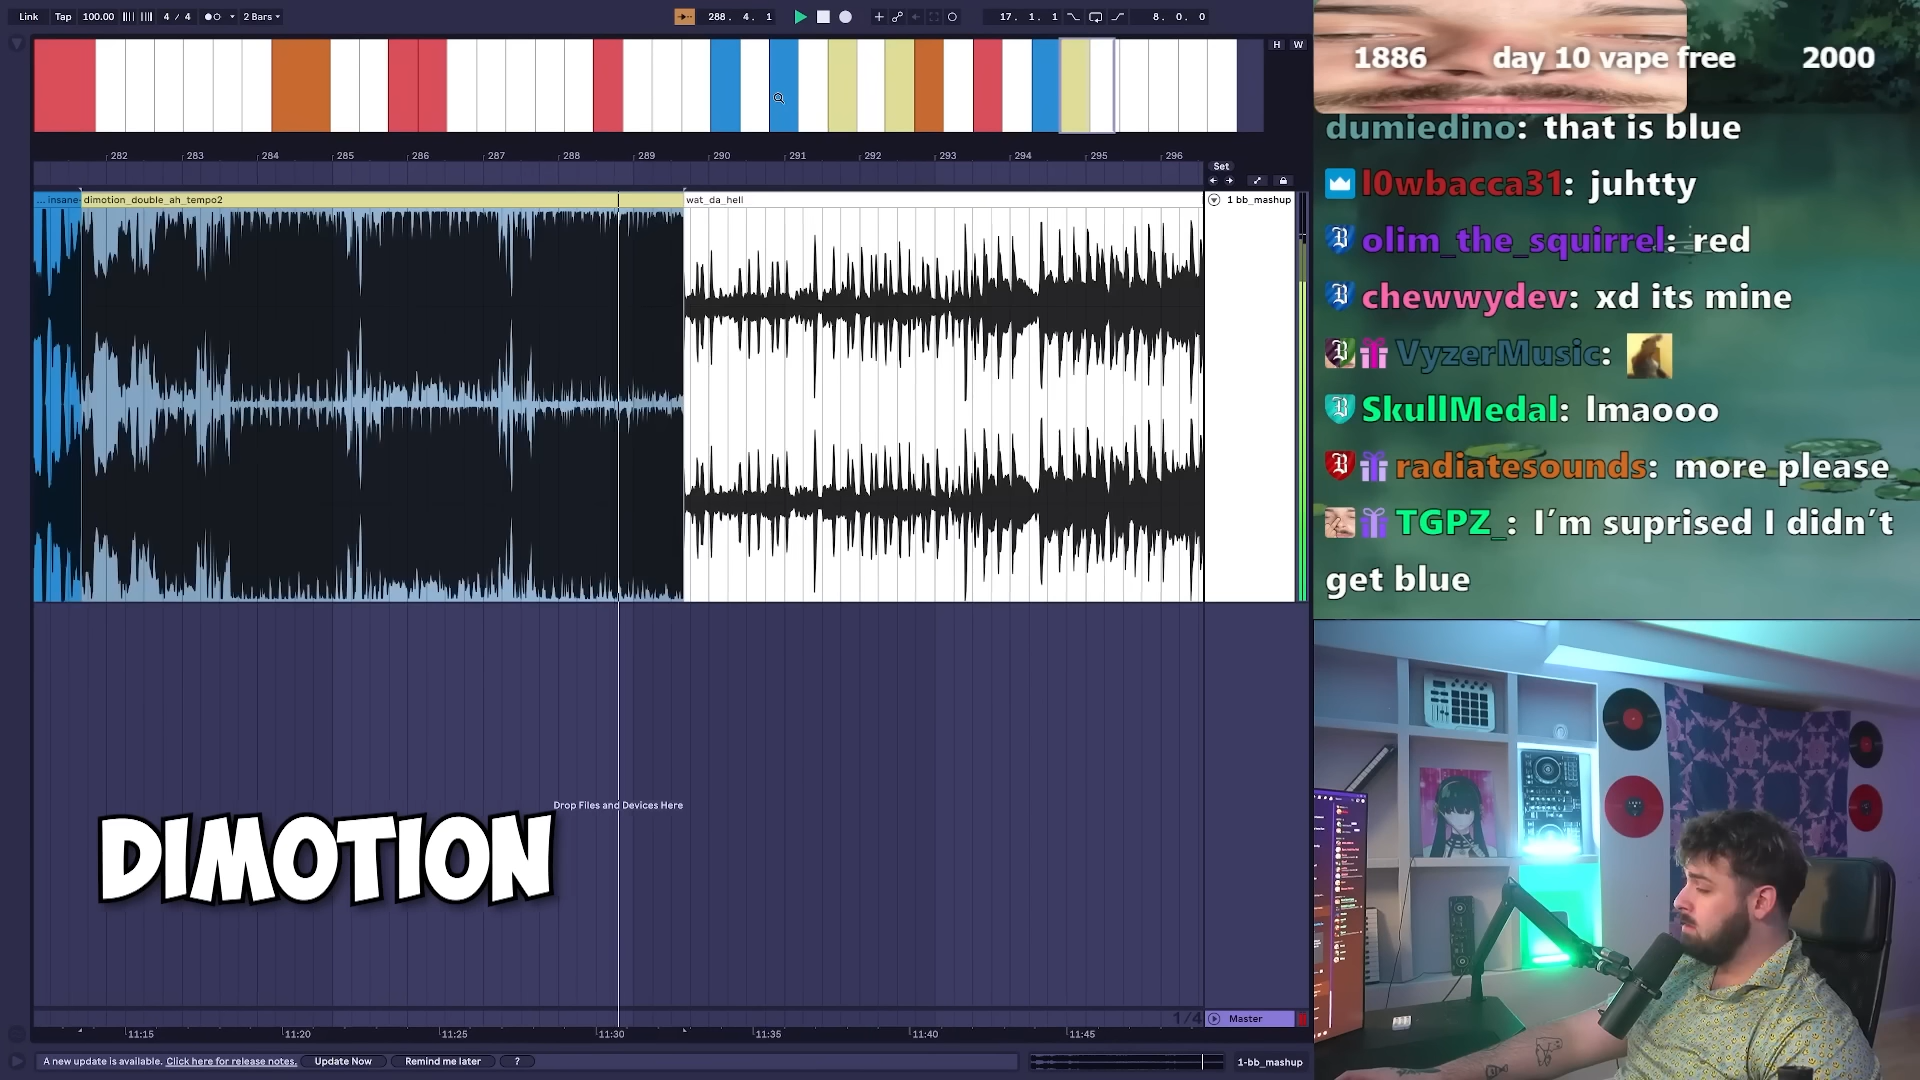 Link Tap 100.00 4 / 4 2 Bars 288. 4. 1 17. 1. 1 8. 0. 0
H W
282 283 284 285 286 287 288 289 290 291 292 293 294 295 296
Set
... insane- dimotion_double_ah_tempo2 wat_da_hell 1 bb_mashup
Drop Files and Devices Here
DIMOTION
1/4 Master
11:15 11:20 11:25 11:30 11:35 11:40 11:45
A new update is available. Click here for release notes. Update Now Remind me later ? 1-bb_mashup
1886 day 10 vape free 2000
dumiedino: that is blue
l0wbacca31: juhtty
olim_the_squirrel: red
chewwydev: xd its mine
VyzerMusic:
SkullMedal: lmaooo
radiatesounds: more please
TGPZ_: I'm suprised I didn't
get blue